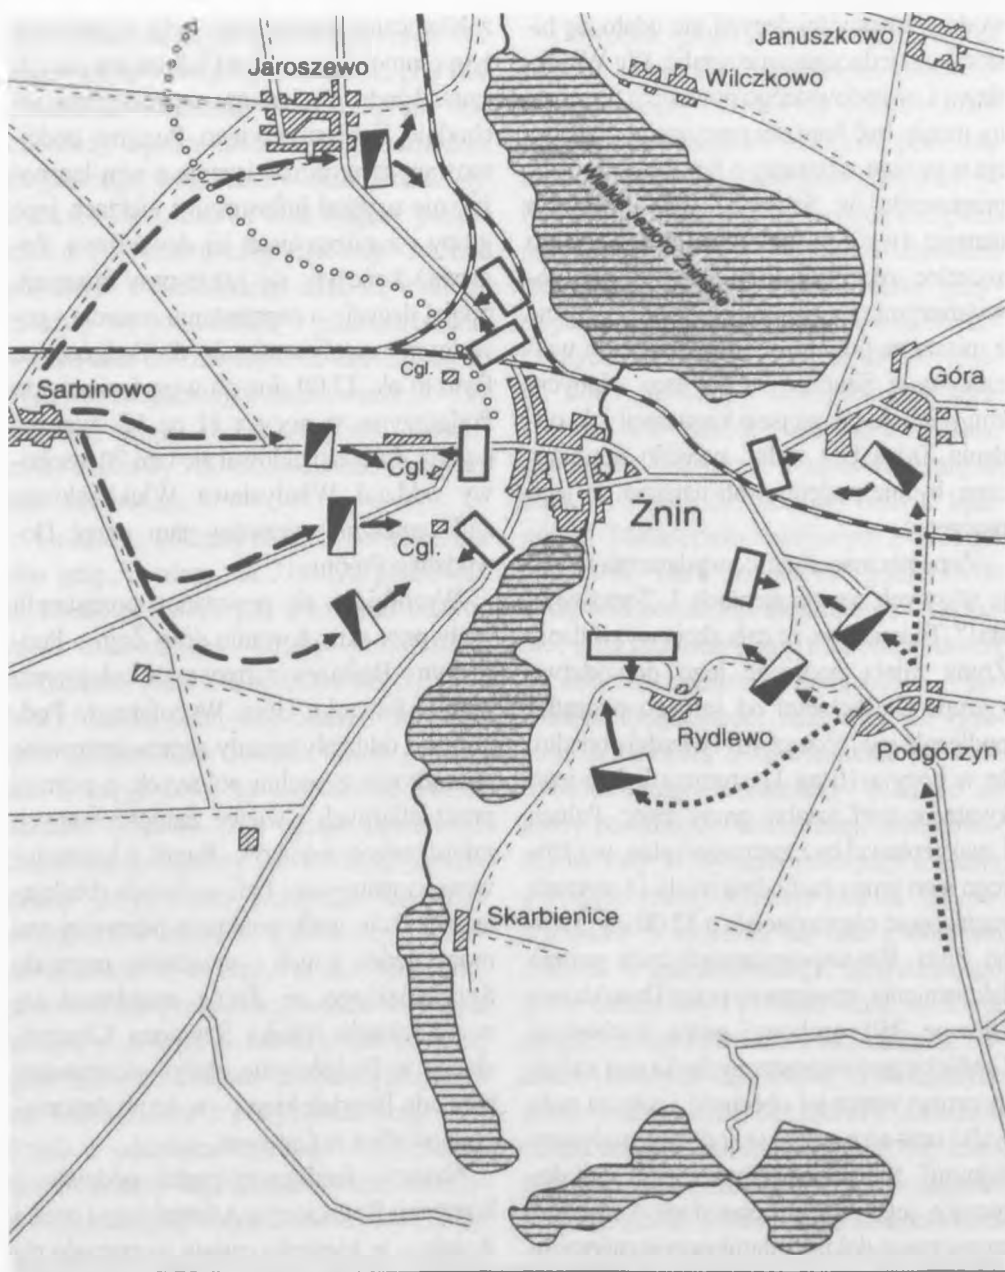 Januszkowo
Wilczkowo
Jaroszewo
Wielkie Jezioro Żnińskie
Góra
Cgl.
Sarbinowo
Cgl.
Żnin
Cgl.
Rydlewo
Podgórzyn
Skarbienice